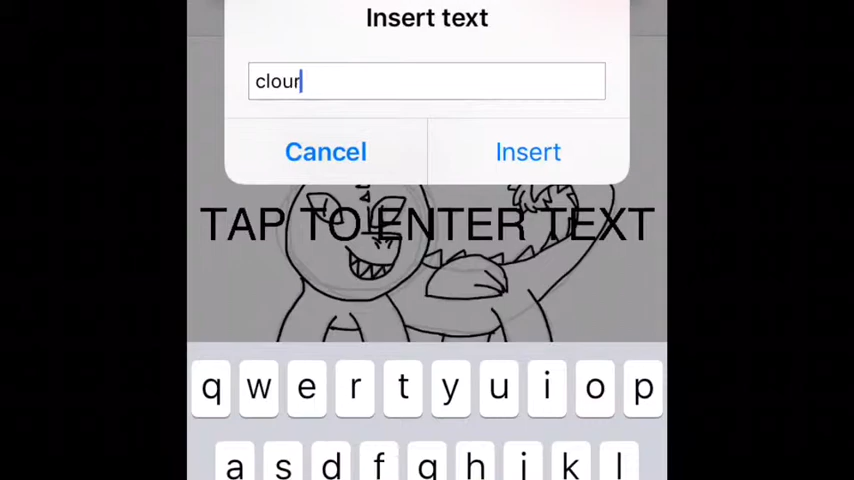 Insert text
clour
Cancel Insert
TAP TO ENTER TEXT
q w e r t y u i o p
a s d f g h j k l